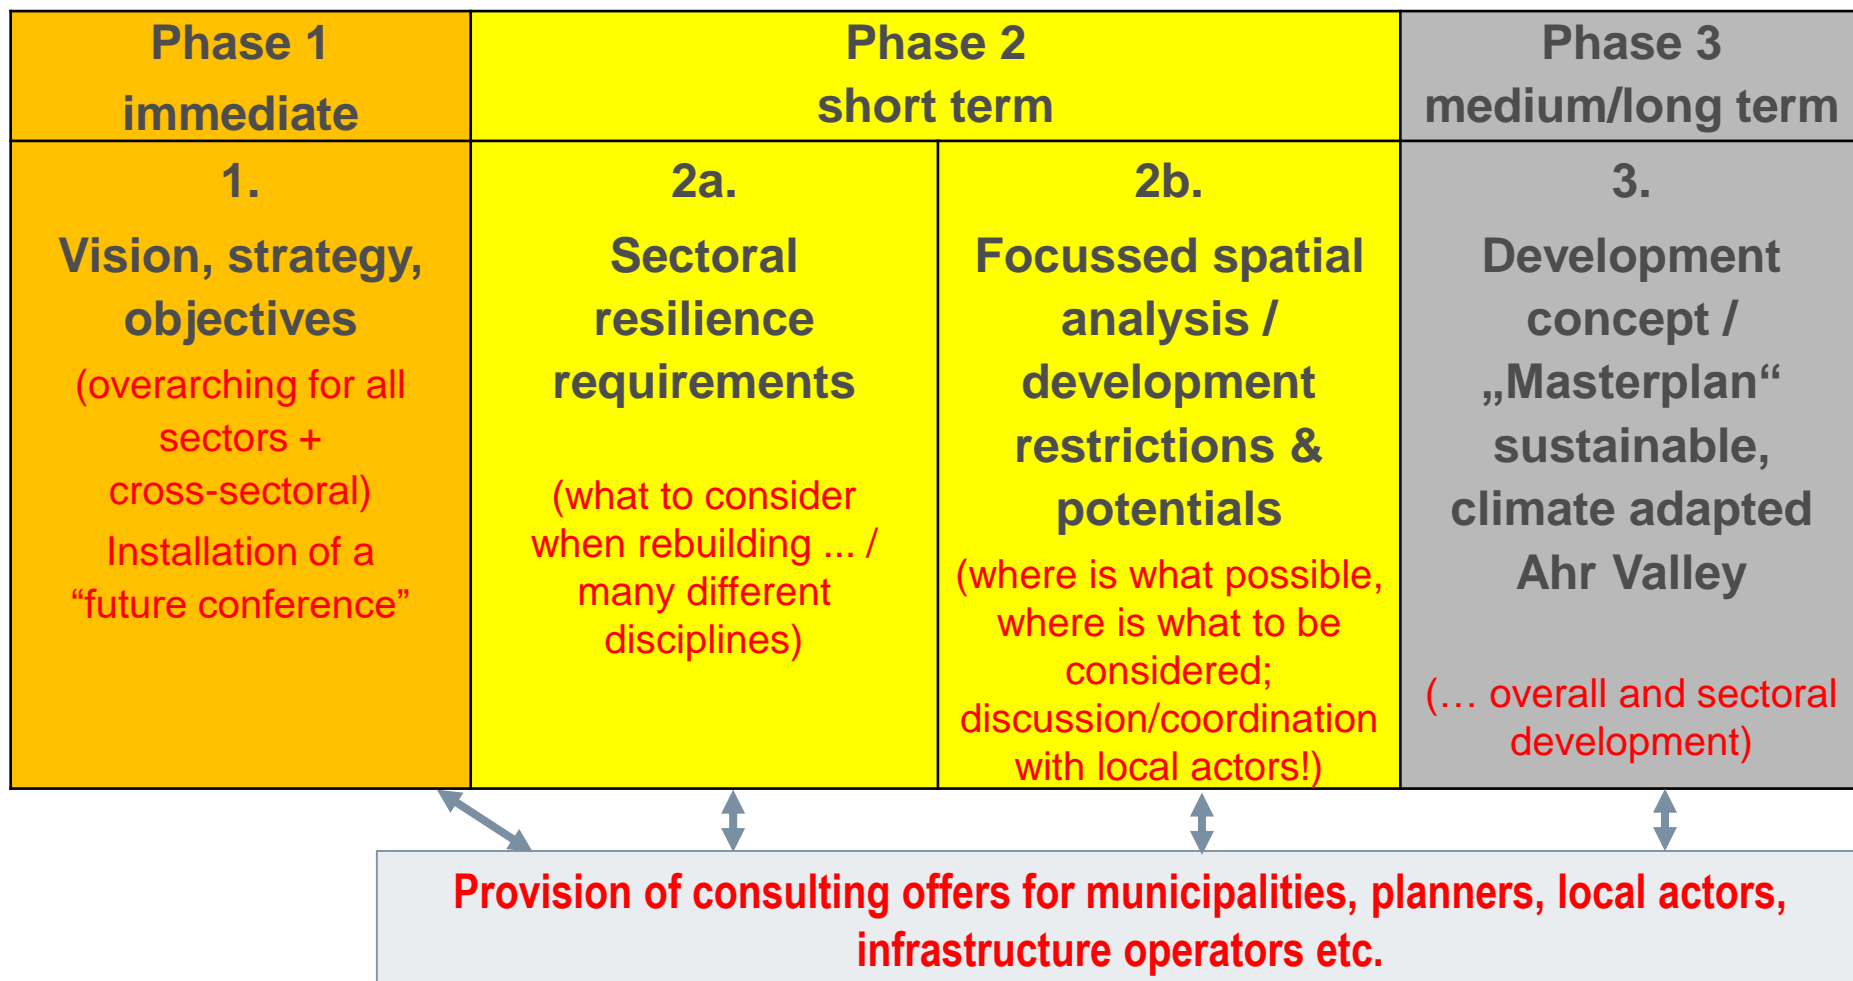 Phase 1
immediate
Phase 2
short term
Phase 3
medium/long term
1.
Vision, strategy,
objectives
(overarching for all
sectors +
cross-sectoral)
Installation of a
“future conference”
2a.
Sectoral
resilience
requirements
(what to consider
when rebuilding ... /
many different
disciplines)
2b.
Focussed spatial
analysis /
development
restrictions &
potentials
(where is what possible,
where is what to be
considered;
discussion/coordination
with local actors!)
3.
Development
concept /
„Masterplan“
sustainable,
climate adapted
Ahr Valley
(… overall and sectoral
development)
Provision of consulting offers for municipalities, planners, local actors,
infrastructure operators etc.